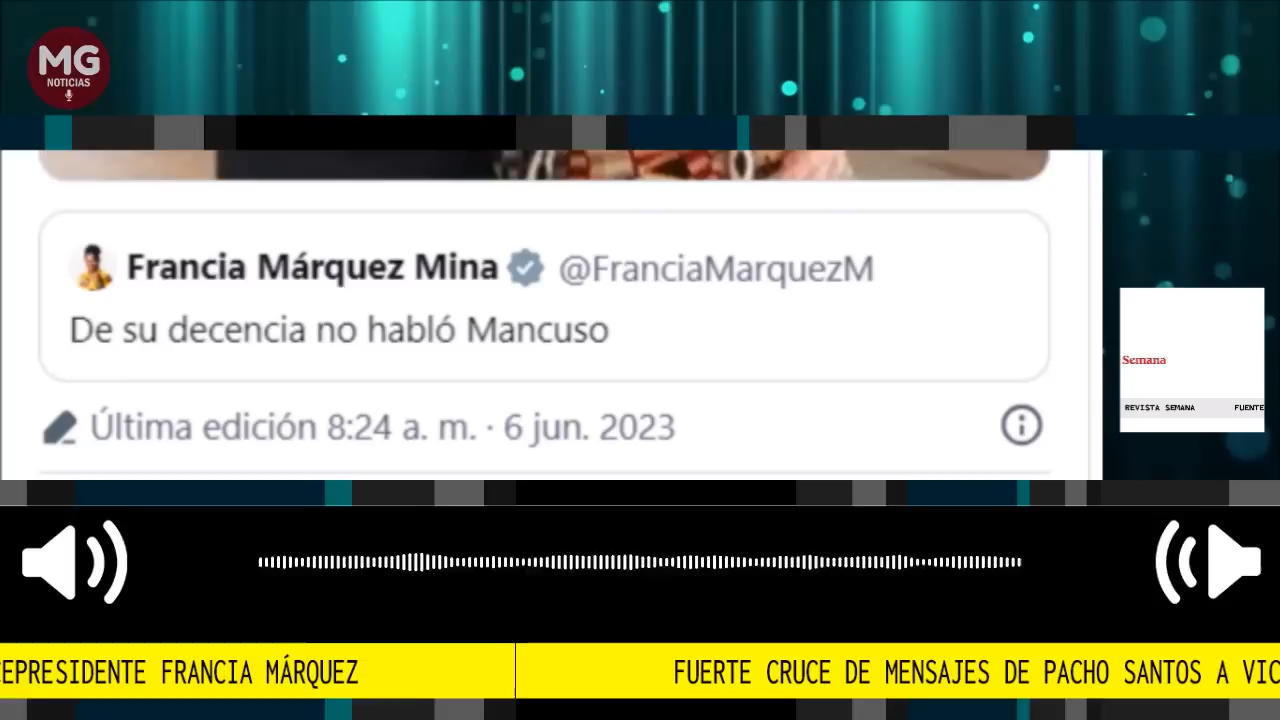 MG
NOTICIAS
Francia Márquez Mina @FranciaMarquezM
De su decencia no habló Mancuso
Última edición 8:24 a. m. · 6 jun. 2023
Semana
REVISTA SEMANA FUENTE
EPRESIDENTE FRANCIA MÁRQUEZ FUERTE CRUCE DE MENSAJES DE PACHO SANTOS A VIC